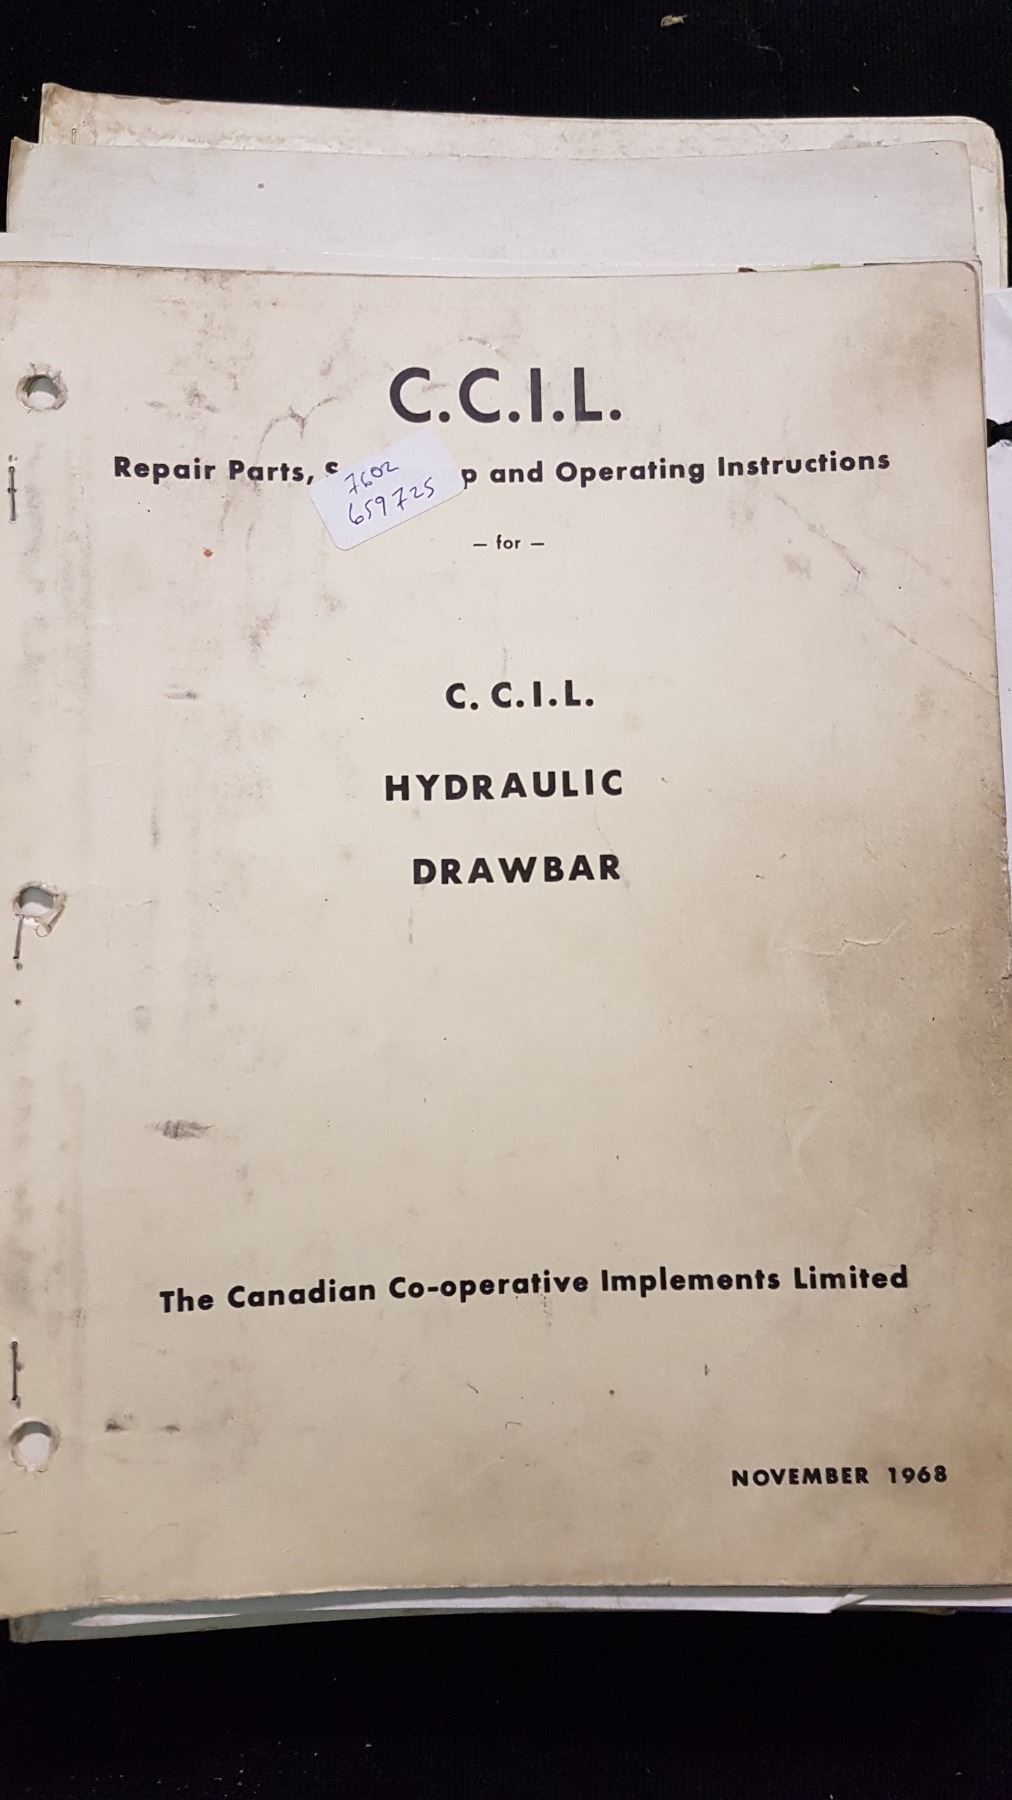 C.C.I.L.
Repair Parts, p and Operating Instructions
7602
659725
– for –
C. C.I.L.
HYDRAULIC
DRAWBAR
The Canadian Co-operative Implements Limited
NOVEMBER 1968